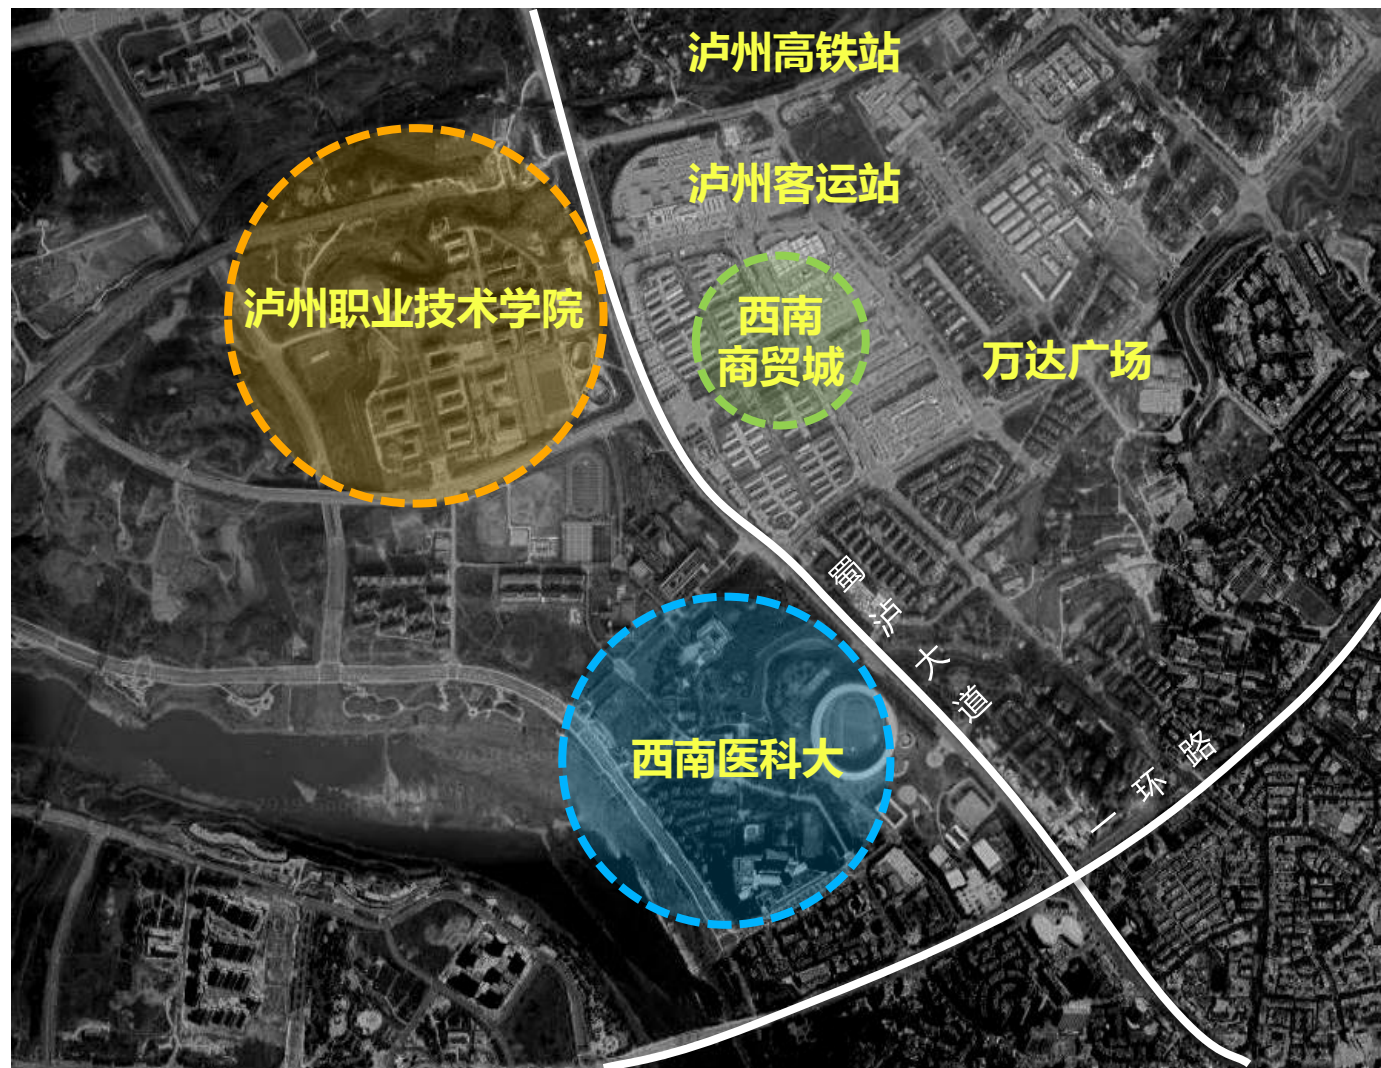 泸州高铁站
泸州客运站
泸州职业技术学院
西南
商贸城
万达广场
蜀泸大道
一环路
西南医科大